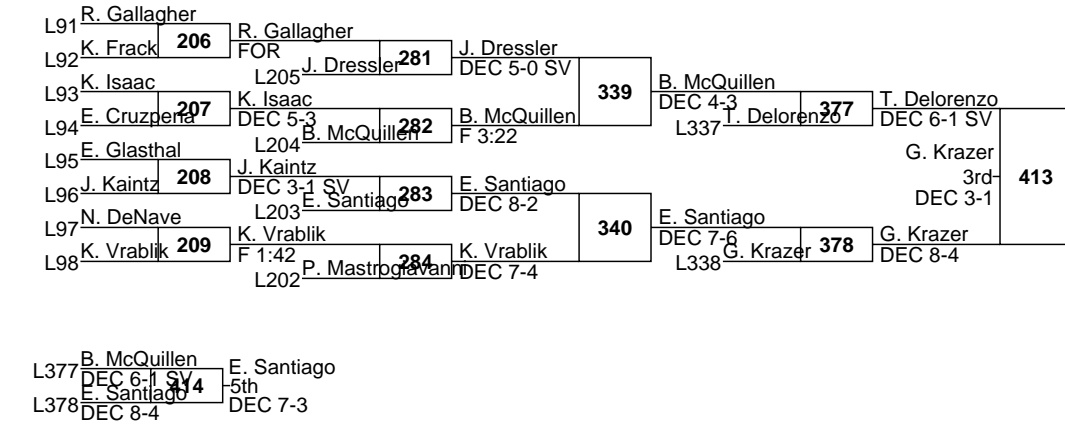 L91 R. Gallagher
206
L92 K. Frack
R. Gallagher
FOR
281
L205 J. Dressler
J. Dressler
DEC 5-0 SV
L93 K. Isaac
207
L94 E. Cruzpena
K. Isaac
DEC 5-3
282
L204 B. McQuillen
B. McQuillen
F 3:22
339
B. McQuillen
DEC 4-3
377
L337 T. Delorenzo
T. Delorenzo
DEC 6-1 SV
L95 E. Glasthal
208
L96 J. Kaintz
J. Kaintz
DEC 3-1 SV
283
L203 E. Santiago
E. Santiago
DEC 8-2
L97 N. DeNave
209
L98 K. Vrablik
K. Vrablik
F 1:42
284
L202 P. Mastrogiavanni
K. Vrablik
DEC 7-4
340
E. Santiago
DEC 7-6
378
L338 G. Krazer
G. Krazer
DEC 8-4
G. Krazer
3rd
DEC 3-1
413
L377 B. McQuillen
DEC 6-1 SV
414
L378 E. Santiago
DEC 8-4
E. Santiago
5th
DEC 7-3